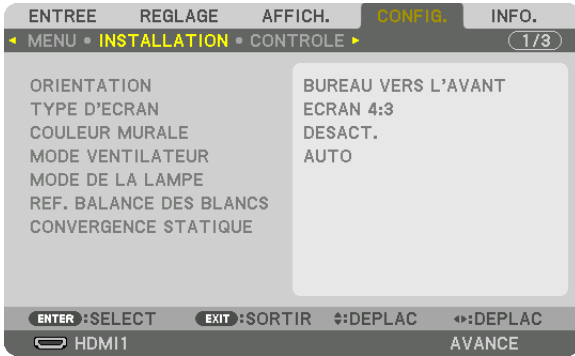 ENTREE REGLAGE AFFICH. CONFIG. INFO.
MENU • INSTALLATION • CONTROLE 1/3
ORIENTATION BUREAU VERS L'AVANT
TYPE D'ECRAN ECRAN 4:3
COULEUR MURALE DESACT.
MODE VENTILATEUR AUTO
MODE DE LA LAMPE
REF. BALANCE DES BLANCS
CONVERGENCE STATIQUE
ENTER :SELECT EXIT :SORTIR :DEPLAC :DEPLAC
HDMI1 AVANCE